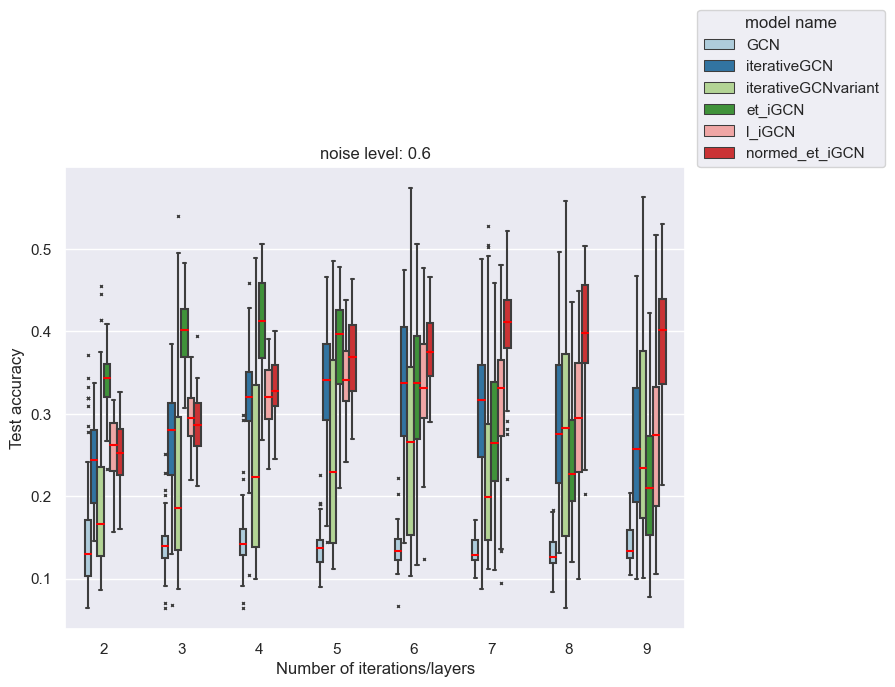 model name
GCN
iterativeGCN
iterativeGCNvariant
et_iGCN
l_iGCN
normed_et_iGCN
noise level: 0.6
Test accuracy
0.5
0.4
0.3
0.2
0.1
2 3 4 5 6 7 8 9
Number of iterations/layers